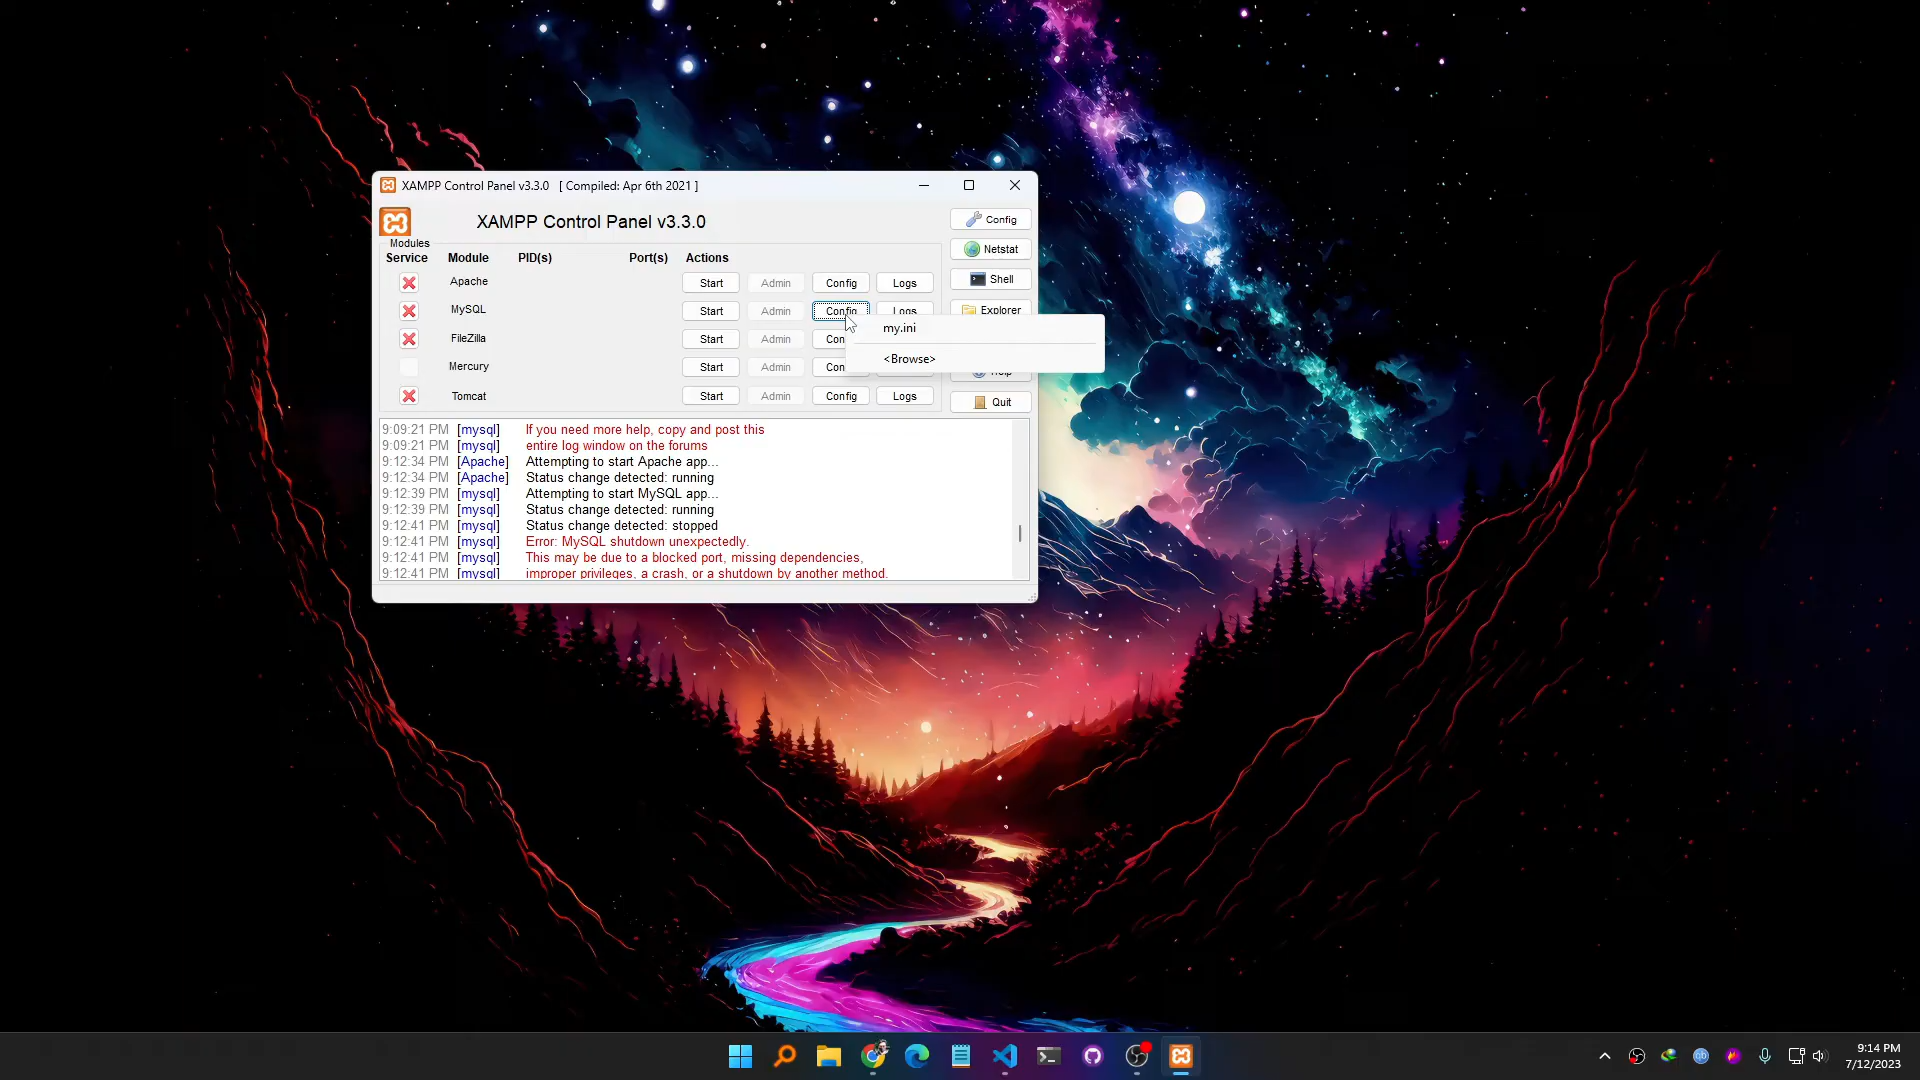 XAMPP Control Panel v3.3.0 [ Compiled: Apr 6th 2021 ]
XAMPP Control Panel v3.3.0
Config
Modules
Netstat
Service Module PID(s) Port(s) Actions
Apache Start Admin Config Logs
Shell
MySQL Start Admin Config Logs
Explorer
my.ini
<Browse>
FileZilla Start Admin Con
Mercury Start Admin Con
Help
Tomcat Start Admin Config Logs
Quit
9:09:21 PM [mysql] If you need more help, copy and post this
9:09:21 PM [mysql] entire log window on the forums
9:12:34 PM [Apache] Attempting to start Apache app...
9:12:34 PM [Apache] Status change detected: running
9:12:39 PM [mysql] Attempting to start MySQL app...
9:12:39 PM [mysql] Status change detected: running
9:12:41 PM [mysql] Status change detected: stopped
9:12:41 PM [mysql] Error: MySQL shutdown unexpectedly.
9:12:41 PM [mysql] This may be due to a blocked port, missing dependencies,
9:12:41 PM [mysql] improper privileges, a crash, or a shutdown by another method.
9:14 PM
7/12/2023